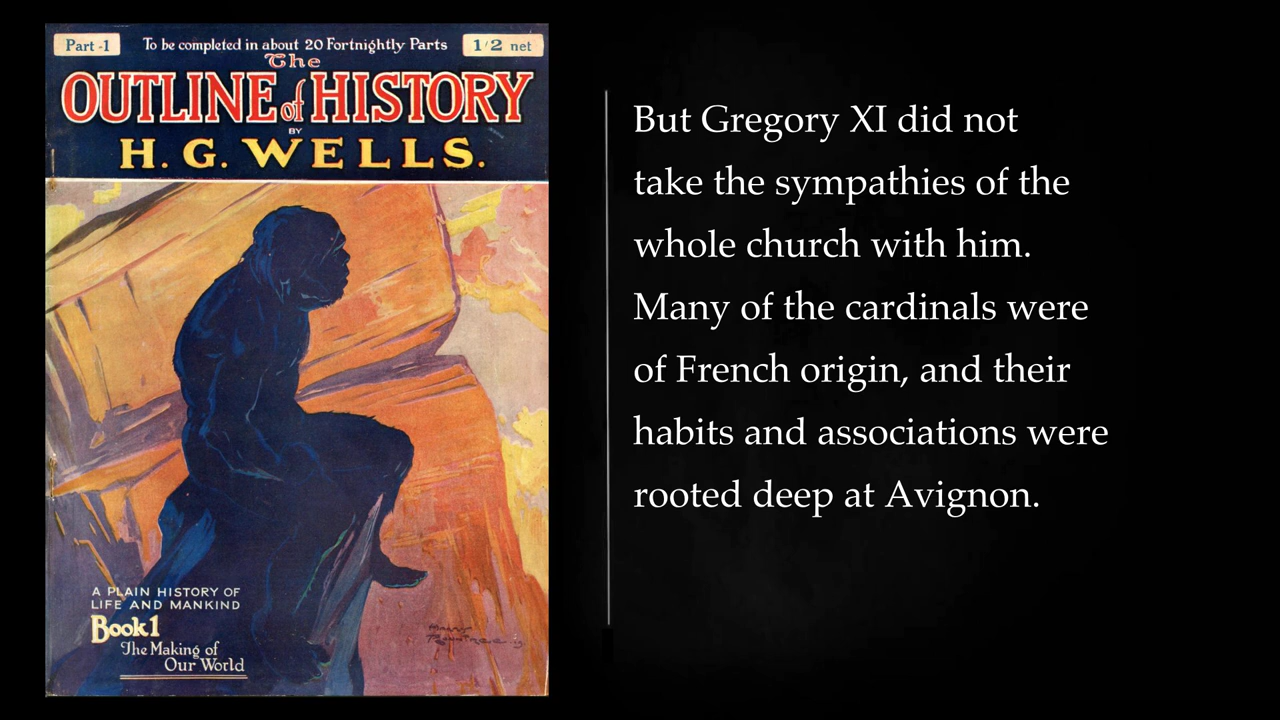 Part -1
To be completed in about 20 Fortnightly Parts
1/2 net
The
OUTLINE of HISTORY
BY
H. G. WELLS.
A PLAIN HISTORY OF
LIFE AND MANKIND
Book 1
The Making of
Our World
But Gregory XI did not
take the sympathies of the
whole church with him.
Many of the cardinals were
of French origin, and their
habits and associations were
rooted deep at Avignon.